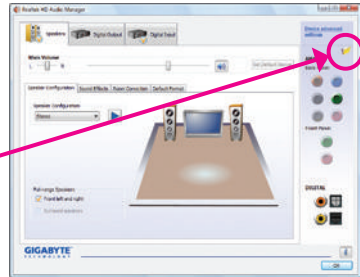 Realtek HD Audio Manager
Speakers
Digital Output
Digital Input
Device advanced
settings
Main Volume
L
R
Set Default Device
Speaker Configuration
Sound Effects
Room Correction
Default Format
Speaker Configuration
Stereo
Front Panel
Full-range Speakers
Front left and right
Surround speakers
DIGITAL
GIGABYTE
TECHNOLOGY
OK